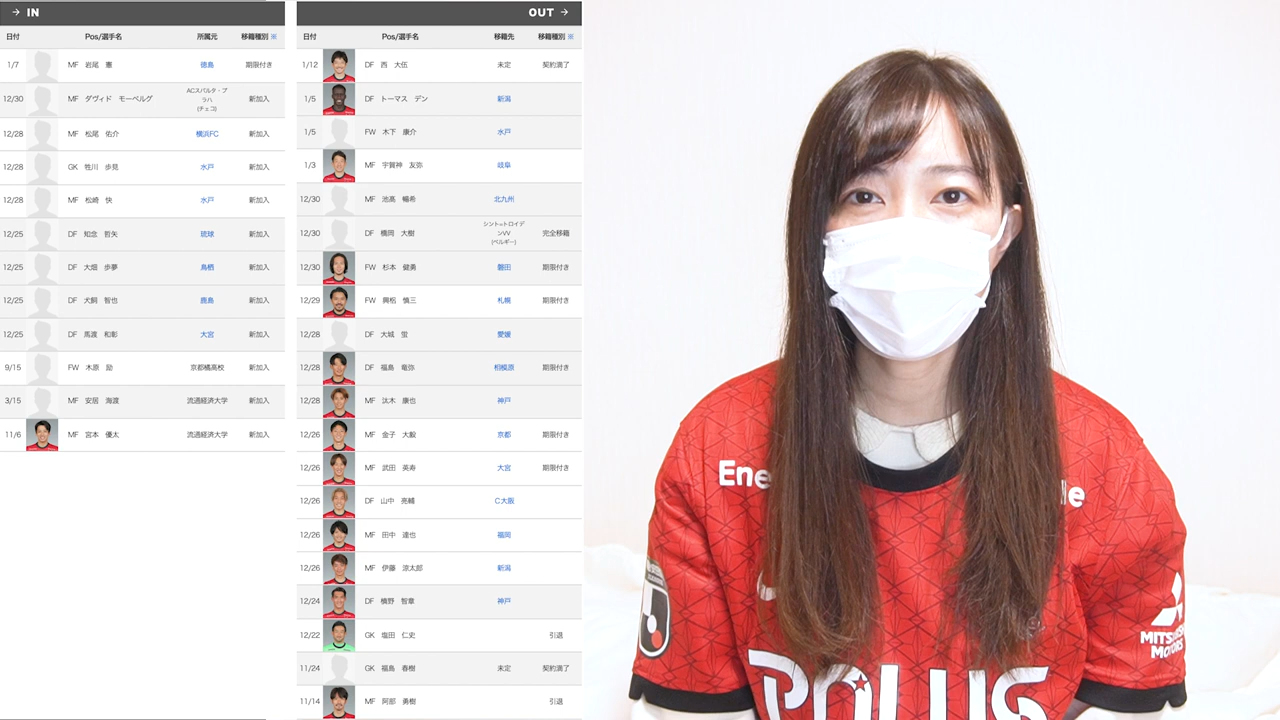 → IN
日付 Pos/選手名 所属元 移籍種別 ※
1/7 MF 岩尾 憲 徳島 期限付き
12/30 MF ダヴィド モーベルグ ACスパルタ・プ
ラハ
(チェコ) 新加入
12/28 MF 松尾 佑介 横浜FC 新加入
12/28 GK 牲川 歩見 水戸 新加入
12/28 MF 松崎 快 水戸 新加入
12/25 DF 知念 哲矢 琉球 新加入
12/25 DF 大畑 歩夢 鳥栖 新加入
12/25 DF 犬飼 智也 鹿島 新加入
12/25 DF 馬渡 和彰 大宮 新加入
9/15 FW 木原 励 京都橘高校 新加入
3/15 MF 安居 海渡 流通経済大学 新加入
11/6 MF 宮本 優太 流通経済大学 新加入
OUT →
日付 Pos/選手名 移籍先 移籍種別 ※
1/12 DF 西 大伍 未定 契約満了
1/5 DF トーマス デン 新潟
1/5 FW 木下 康介 水戸
1/3 MF 宇賀神 友弥 岐阜
12/30 MF 池髙 暢希 北九州
12/30 DF 橋岡 大樹 シント=トロイデ
ンVV
(ベルギー) 完全移籍
12/30 FW 杉本 健勇 磐田 期限付き
12/29 FW 興梠 慎三 札幌 期限付き
12/28 DF 大城 蛍 愛媛
12/28 DF 福島 竜弥 相模原 期限付き
12/28 MF 汰木 康也 神戸
12/26 MF 金子 大毅 京都 期限付き
12/26 MF 武田 英寿 大宮 期限付き
12/26 DF 山中 亮輔 C大阪
12/26 MF 田中 達也 福岡
12/26 MF 伊藤 涼太郎 新潟
12/24 DF 槙野 智章 神戸
12/22 GK 塩田 仁史 引退
11/24 GK 福島 春樹 未定 契約満了
11/14 MF 阿部 勇樹 引退
Ene
e
MITSUBISHI
MOTORS
POLUS